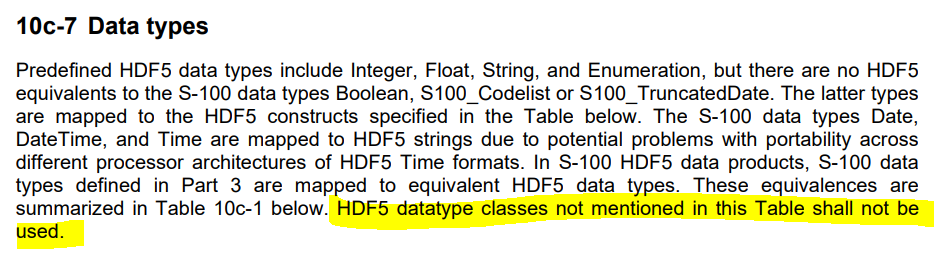 10c-7 Data types
Predefined HDF5 data types include Integer, Float, String, and Enumeration, but there are no HDF5
equivalents to the S-100 data types Boolean, S100_Codelist or S100_TruncatedDate. The latter types
are mapped to the HDF5 constructs specified in the Table below. The S-100 data types Date,
DateTime, and Time are mapped to HDF5 strings due to potential problems with portability across
different processor architectures of HDF5 Time formats. In S-100 HDF5 data products, S-100 data
types defined in Part 3 are mapped to equivalent HDF5 data types. These equivalences are
summarized in Table 10c-1 below. HDF5 datatype classes not mentioned in this Table shall not be
used.